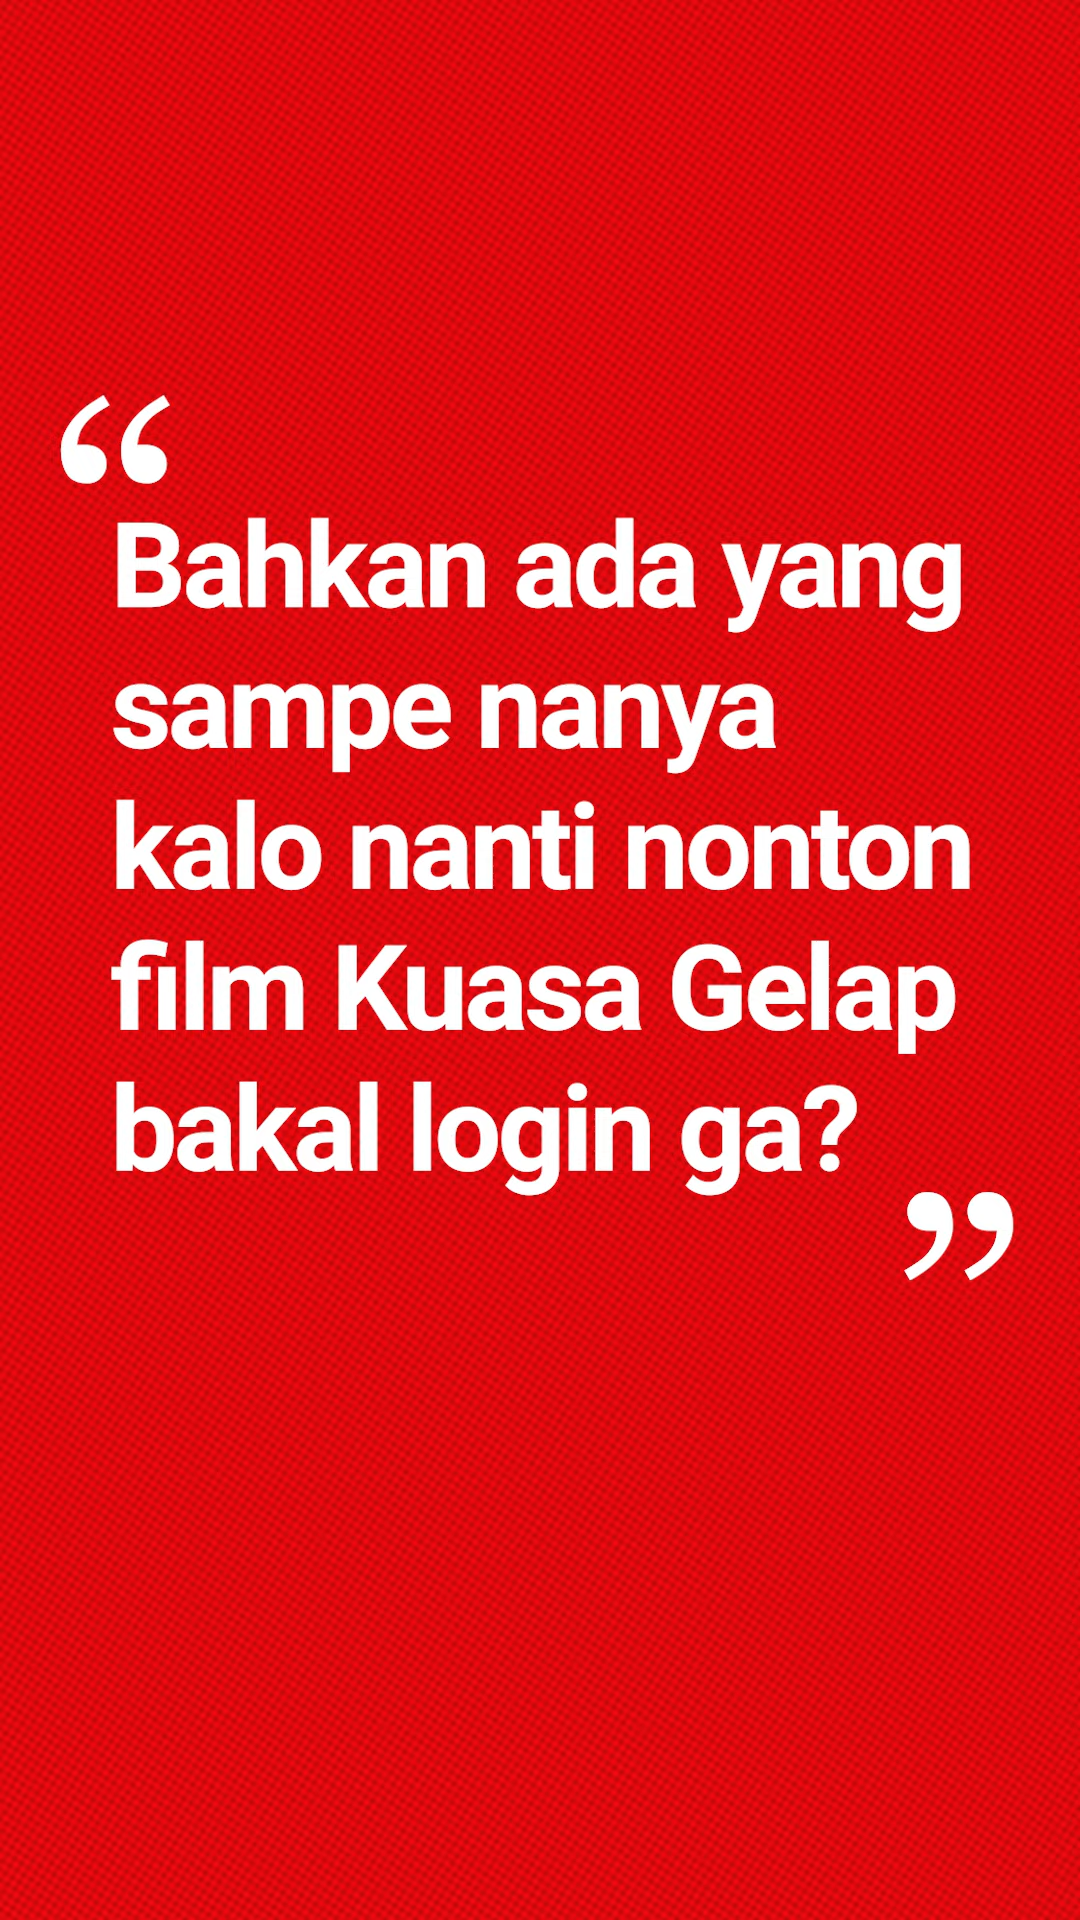 “
Bahkan ada yang
sampe nanya
kalo nanti nonton
film Kuasa Gelap
bakal login ga?
”